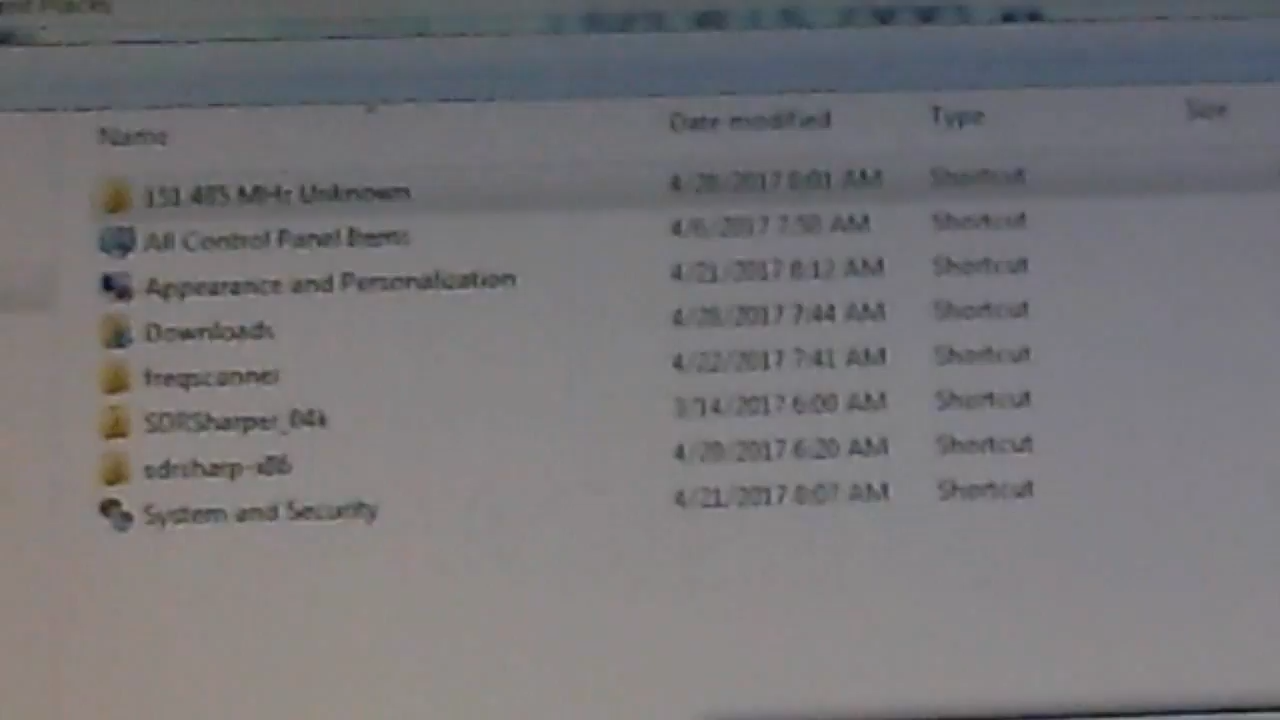 Places
Name Date modified Type Size
151.485 MHz Unknown 4/28/2017 8:01 AM Shortcut
All Control Panel Items 4/6/2017 7:58 AM Shortcut
Appearance and Personalization 4/21/2017 8:12 AM Shortcut
Downloads 4/28/2017 7:44 AM Shortcut
freqscanner 4/22/2017 7:41 AM Shortcut
SDRSharper_04k 3/14/2017 6:00 AM Shortcut
sdrsharp-x86 4/20/2017 6:20 AM Shortcut
System and Security 4/21/2017 8:07 AM Shortcut